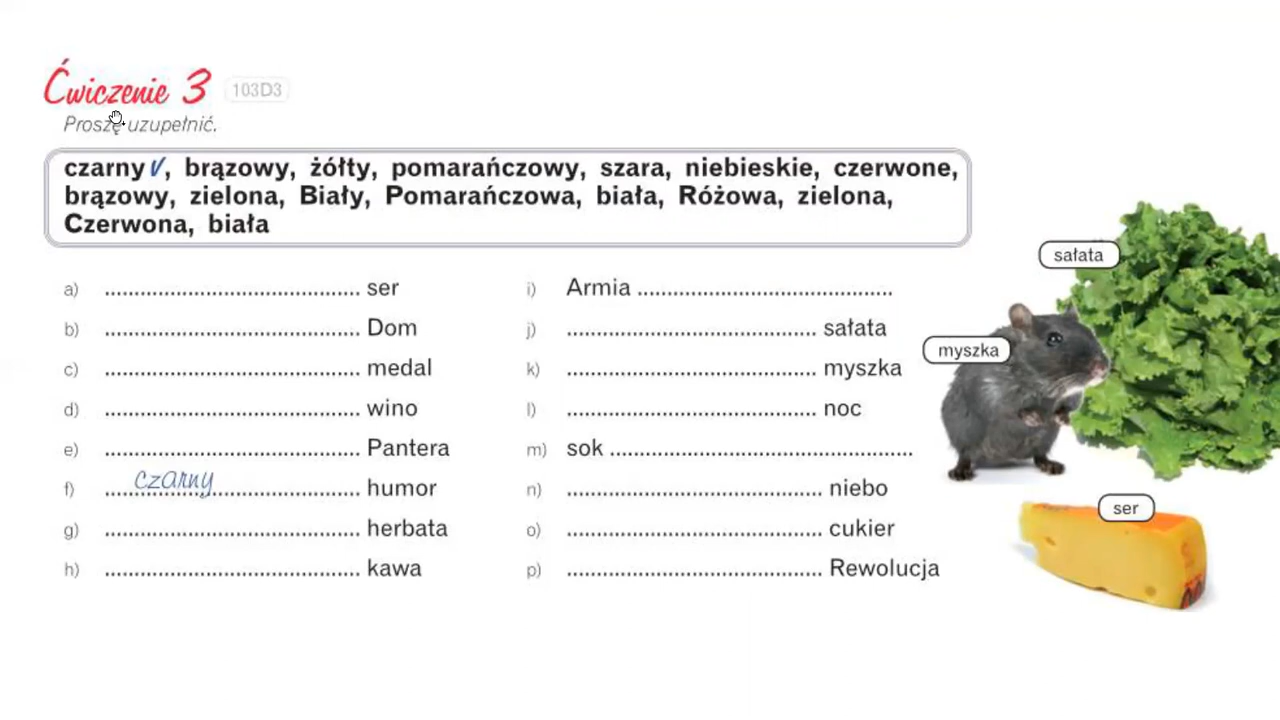 Ćwiczenie 3 103D3
Proszę uzupełnić.
czarny v, brązowy, żółty, pomarańczowy, szara, niebieskie, czerwone,
brązowy, zielona, Biały, Pomarańczowa, biała, Różowa, zielona,
Czerwona, biała
a) ........................................... ser
b) ........................................... Dom
c) ........................................... medal
d) ........................................... wino
e) ........................................... Pantera
f) czarny humor
g) ........................................... herbata
h) ........................................... kawa
i) Armia ...........................................
j) .......................................... sałata
k) .......................................... myszka
l) .......................................... noc
m) sok ...................................................
n) ........................................... niebo
o) ........................................... cukier
p) ........................................... Rewolucja
sałata
myszka
ser